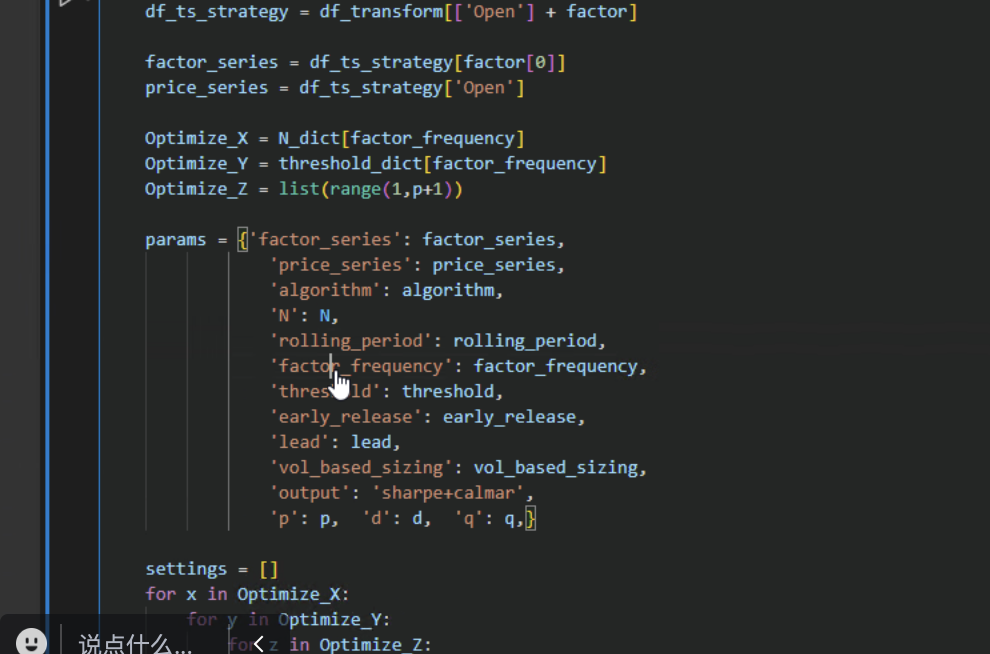 df_ts_strategy = df_transform[['Open'] + factor]
factor_series = df_ts_strategy[factor[0]]
price_series = df_ts_strategy['Open']
Optimize_X = N_dict[factor_frequency]
Optimize_Y = threshold_dict[factor_frequency]
Optimize_Z = list(range(1,p+1))
params = {'factor_series': factor_series,
'price_series': price_series,
'algorithm': algorithm,
'N': N,
'rolling_period': rolling_period,
'factor_frequency': factor_frequency,
'threshold': threshold,
'early_release': early_release,
'lead': lead,
'vol_based_sizing': vol_based_sizing,
'output': 'sharpe+calmar',
'p': p, 'd': d, 'q': q,}
settings = []
for x in Optimize_X:
for y in Optimize_Y:
for z in Optimize_Z:
说点什么...